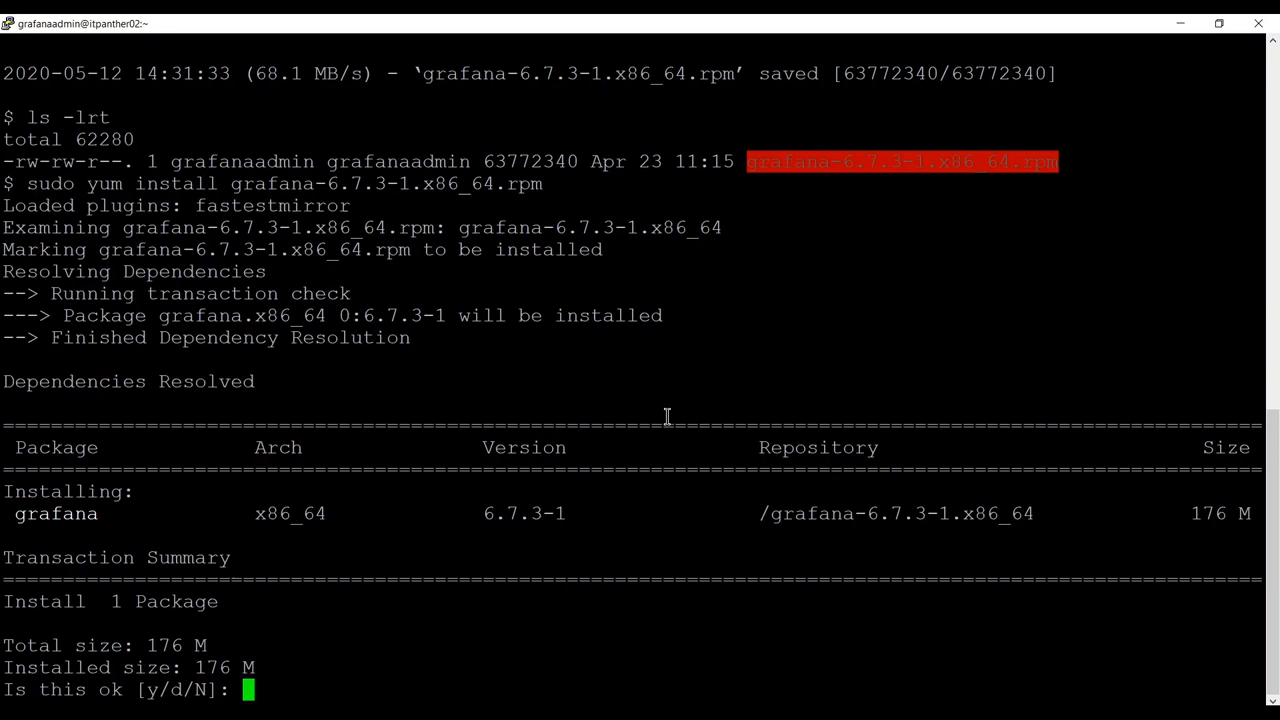 grafanaadmin@itpanther02:~
2020-05-12 14:31:33 (68.1 MB/s) - ‘grafana-6.7.3-1.x86_64.rpm’ saved [63772340/63772340]
$ ls -lrt
total 62280
-rw-rw-r--. 1 grafanaadmin grafanaadmin 63772340 Apr 23 11:15 grafana-6.7.3-1.x86_64.rpm
$ sudo yum install grafana-6.7.3-1.x86_64.rpm
Loaded plugins: fastestmirror
Examining grafana-6.7.3-1.x86_64.rpm: grafana-6.7.3-1.x86_64
Marking grafana-6.7.3-1.x86_64.rpm to be installed
Resolving Dependencies
--> Running transaction check
---> Package grafana.x86_64 0:6.7.3-1 will be installed
--> Finished Dependency Resolution
Dependencies Resolved
Package Arch Version Repository Size
Installing:
grafana x86_64 6.7.3-1 /grafana-6.7.3-1.x86_64 176 M
Transaction Summary
Install 1 Package
Total size: 176 M
Installed size: 176 M
Is this ok [y/d/N]: